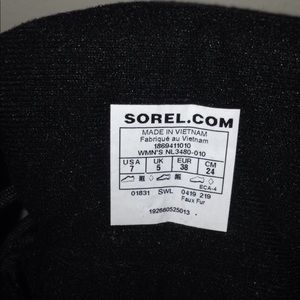 SOREL.COM
MADE IN VIETNAM
Fabriqué au Vietnam
1869411010
WMN'S NL3480-010
USA UK EUR CM
7 5 38 24
ECA-4
01831 SWL 0419 219
Faux Fur
192660525013